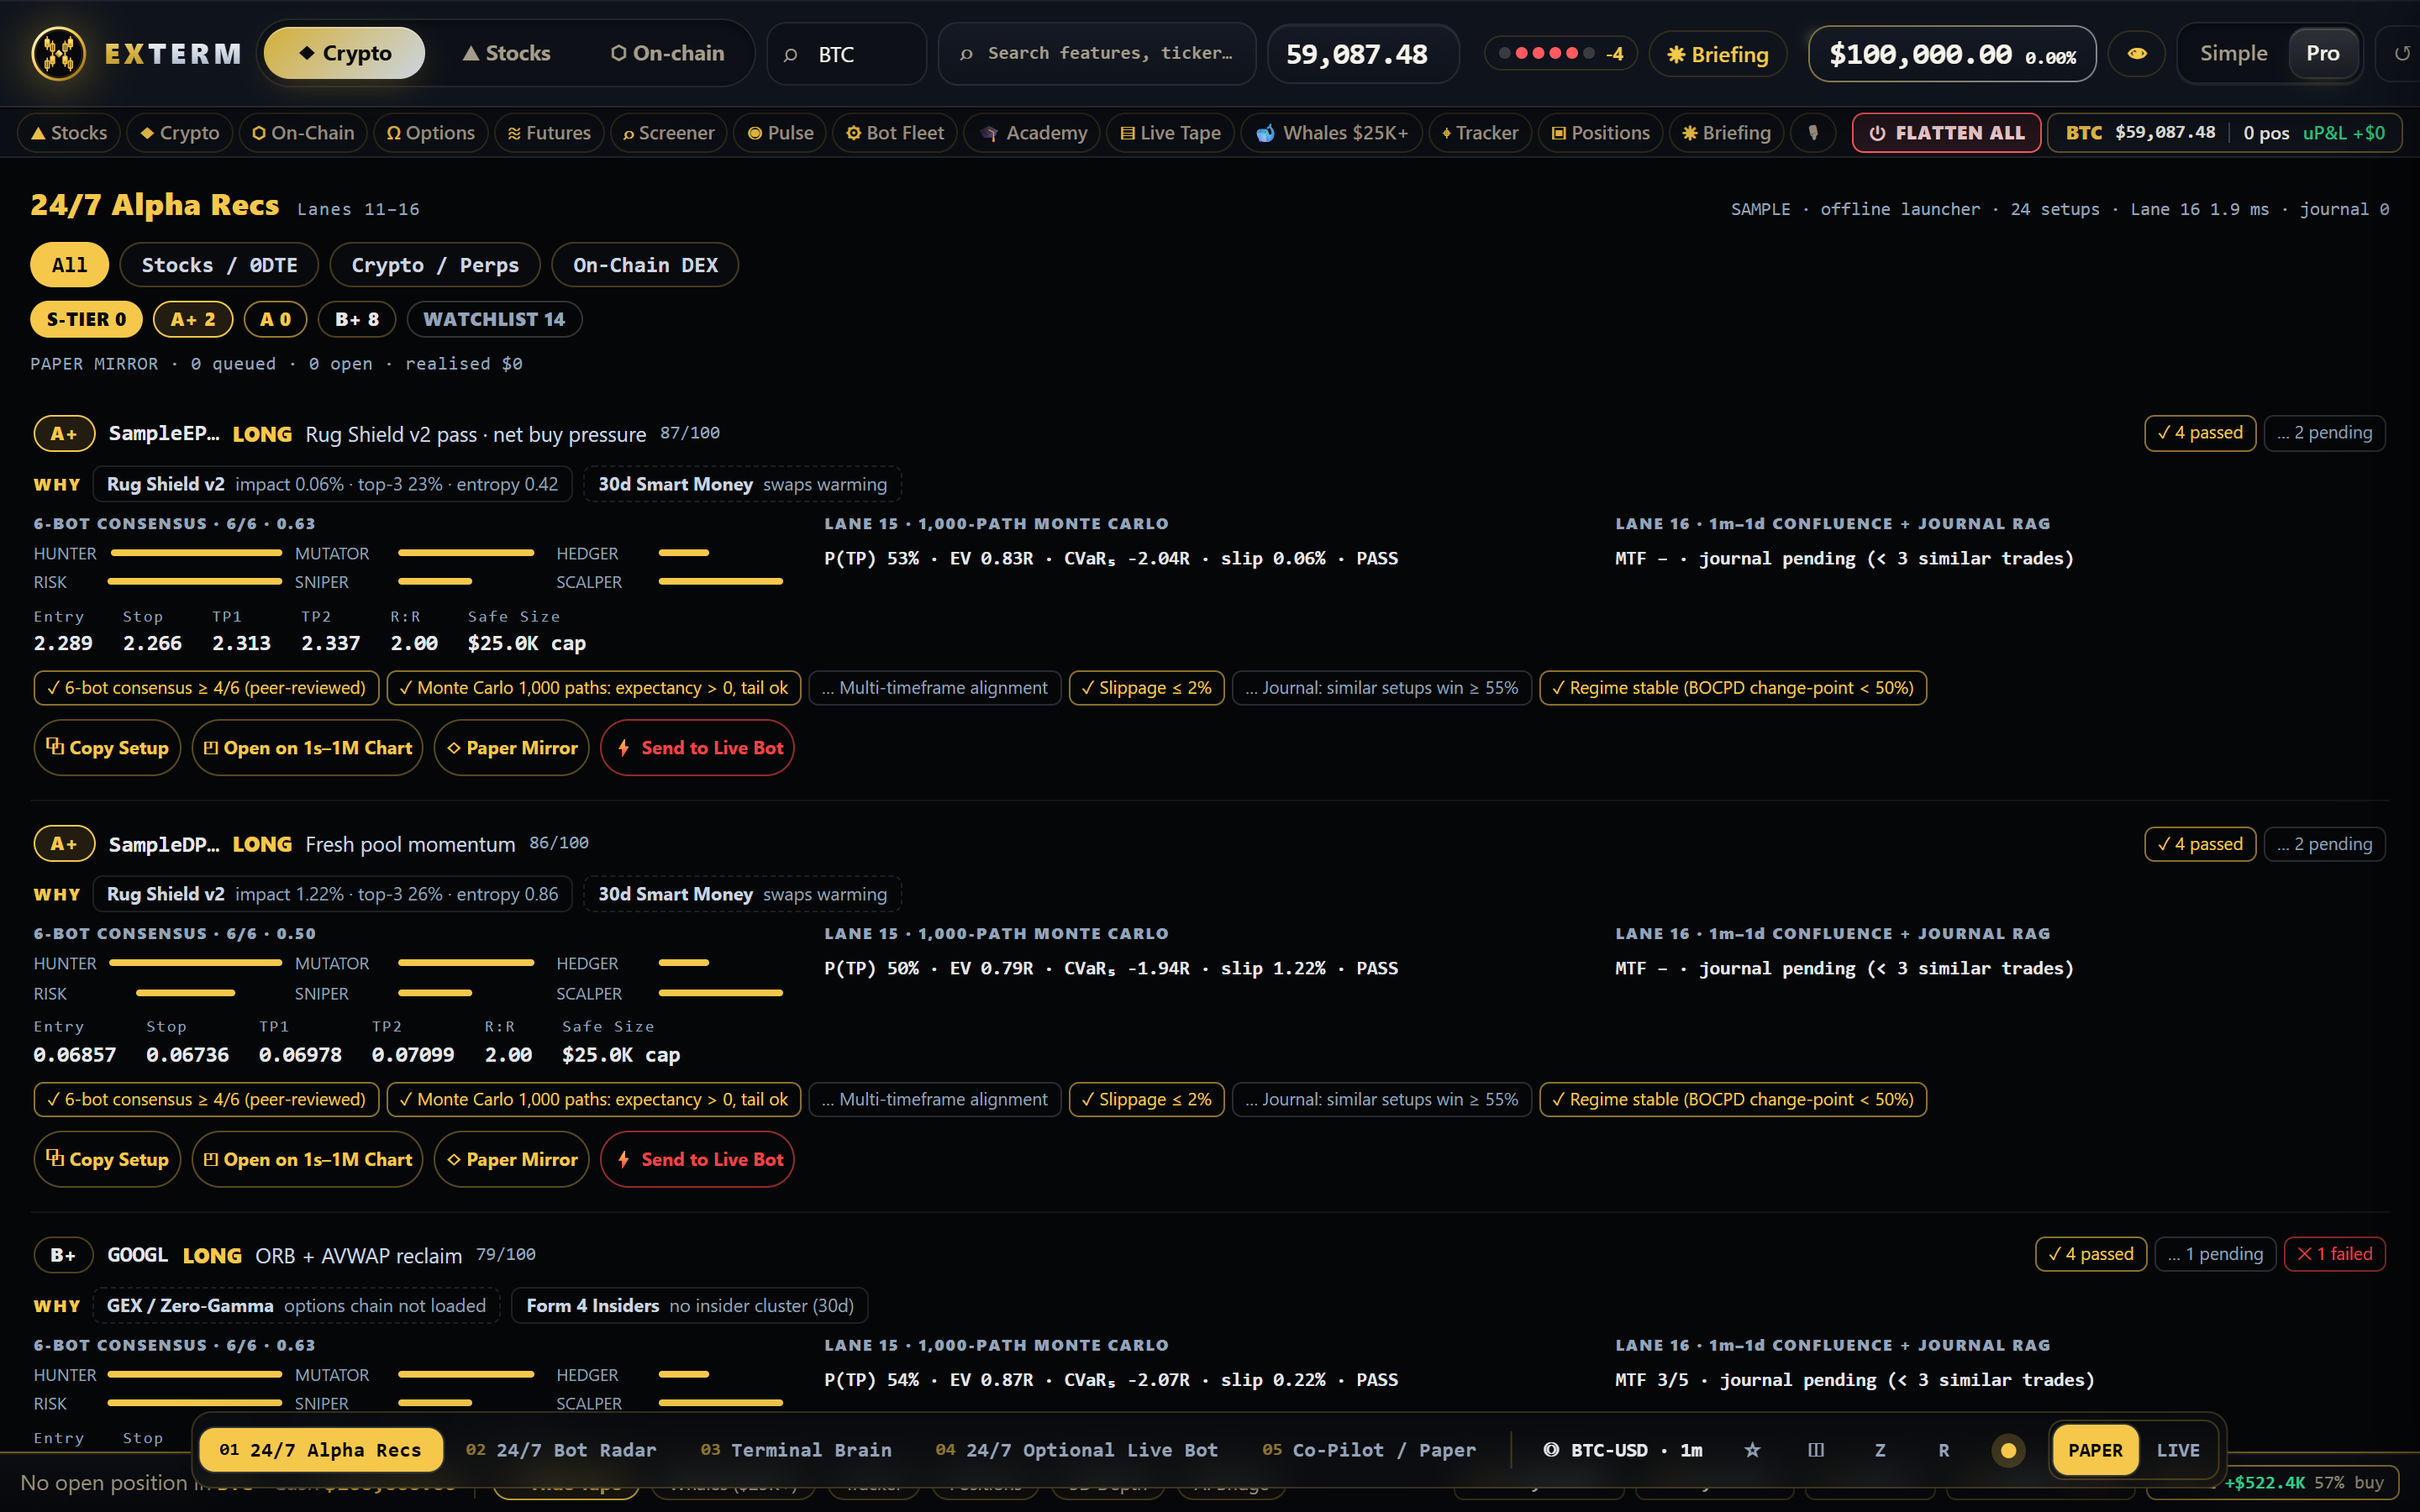 EXTERM ◆ Crypto ▲ Stocks ⬡ On-chain BTC Search features, ticker… 59,087.48 -4 Briefing $100,000.00 0.00% Simple Pro
▲ Stocks ◆ Crypto ⬡ On-Chain Ω Options ≋ Futures Screener ◉ Pulse Bot Fleet Academy Live Tape Whales $25K+ Tracker Positions Briefing FLATTEN ALL BTC $59,087.48 0 pos uP&L +$0
24/7 Alpha Recs Lanes 11–16 SAMPLE · offline launcher · 24 setups · Lane 16 1.9 ms · journal 0
All Stocks / 0DTE Crypto / Perps On-Chain DEX
S-TIER 0 A+ 2 A 0 B+ 8 WATCHLIST 14
PAPER MIRROR · 0 queued · 0 open · realised $0
A+ SampleEP… LONG Rug Shield v2 pass · net buy pressure 87/100 ✓ 4 passed … 2 pending
WHY Rug Shield v2 impact 0.06% · top-3 23% · entropy 0.42 30d Smart Money swaps warming
6-BOT CONSENSUS · 6/6 · 0.63 LANE 15 · 1,000-PATH MONTE CARLO LANE 16 · 1m–1d CONFLUENCE + JOURNAL RAG
HUNTER MUTATOR HEDGER P(TP) 53% · EV 0.83R · CVaR₅ -2.04R · slip 0.06% · PASS MTF – · journal pending (< 3 similar trades)
RISK SNIPER SCALPER
Entry Stop TP1 TP2 R:R Safe Size
2.289 2.266 2.313 2.337 2.00 $25.0K cap
✓ 6-bot consensus ≥ 4/6 (peer-reviewed) ✓ Monte Carlo 1,000 paths: expectancy > 0, tail ok … Multi-timeframe alignment ✓ Slippage ≤ 2% … Journal: similar setups win ≥ 55% ✓ Regime stable (BOCPD change-point < 50%)
Copy Setup Open on 1s–1M Chart ◇ Paper Mirror Send to Live Bot
A+ SampleDP… LONG Fresh pool momentum 86/100 ✓ 4 passed … 2 pending
WHY Rug Shield v2 impact 1.22% · top-3 26% · entropy 0.86 30d Smart Money swaps warming
6-BOT CONSENSUS · 6/6 · 0.50 LANE 15 · 1,000-PATH MONTE CARLO LANE 16 · 1m–1d CONFLUENCE + JOURNAL RAG
HUNTER MUTATOR HEDGER P(TP) 50% · EV 0.79R · CVaR₅ -1.94R · slip 1.22% · PASS MTF – · journal pending (< 3 similar trades)
RISK SNIPER SCALPER
Entry Stop TP1 TP2 R:R Safe Size
0.06857 0.06736 0.06978 0.07099 2.00 $25.0K cap
✓ 6-bot consensus ≥ 4/6 (peer-reviewed) ✓ Monte Carlo 1,000 paths: expectancy > 0, tail ok … Multi-timeframe alignment ✓ Slippage ≤ 2% … Journal: similar setups win ≥ 55% ✓ Regime stable (BOCPD change-point < 50%)
Copy Setup Open on 1s–1M Chart ◇ Paper Mirror Send to Live Bot
B+ GOOGL LONG ORB + AVWAP reclaim 79/100 ✓ 4 passed … 1 pending ✕ 1 failed
WHY GEX / Zero-Gamma options chain not loaded Form 4 Insiders no insider cluster (30d)
6-BOT CONSENSUS · 6/6 · 0.63 LANE 15 · 1,000-PATH MONTE CARLO LANE 16 · 1m–1d CONFLUENCE + JOURNAL RAG
HUNTER MUTATOR HEDGER P(TP) 54% · EV 0.87R · CVaR₅ -2.07R · slip 0.22% · PASS MTF 3/5 · journal pending (< 3 similar trades)
RISK SNIPER SCALPER
Entry Stop
01 24/7 Alpha Recs 02 24/7 Bot Radar 03 Terminal Brain 04 24/7 Optional Live Bot 05 Co-Pilot / Paper BTC-USD · 1m ☆ Z R PAPER LIVE
No open position +$522.4K 57% buy